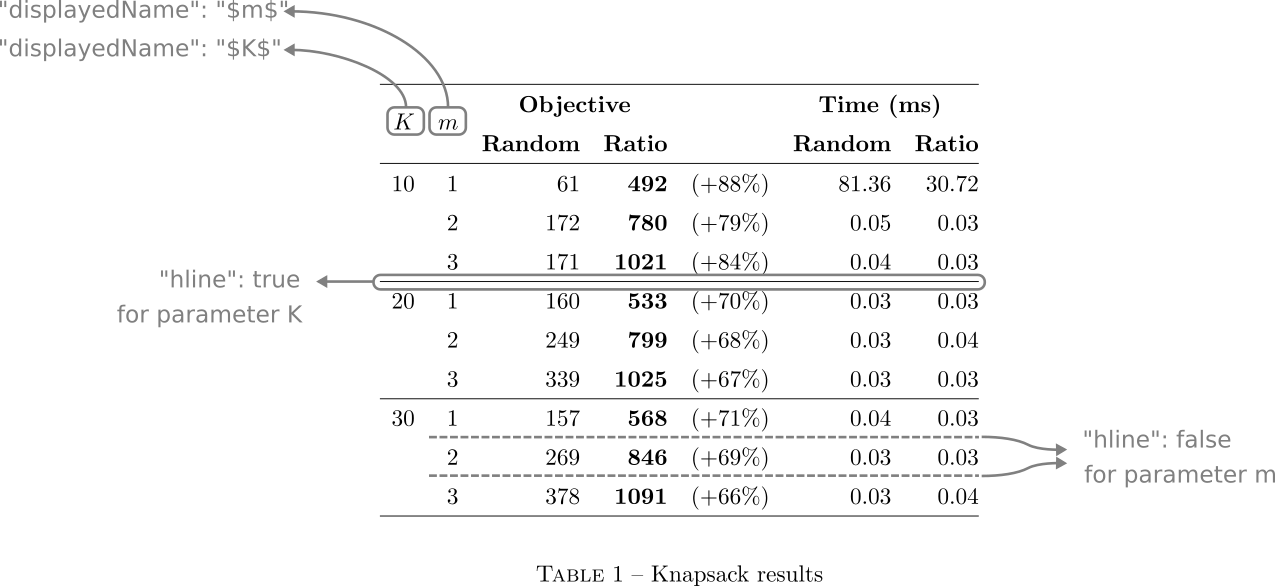 "displayedName": "$m$"
"displayedName": "$K$"
Objective Time (ms)
K m
Random Ratio Random Ratio
10 1 61 492 (+88%) 81.36 30.72
2 172 780 (+79%) 0.05 0.03
3 171 1021 (+84%) 0.04 0.03
"hline": true
for parameter K
20 1 160 533 (+70%) 0.03 0.03
2 249 799 (+68%) 0.03 0.04
3 339 1025 (+67%) 0.03 0.03
30 1 157 568 (+71%) 0.04 0.03
"hline": false
for parameter m
2 269 846 (+69%) 0.03 0.03
3 378 1091 (+66%) 0.03 0.04
TABLE 1 – Knapsack results